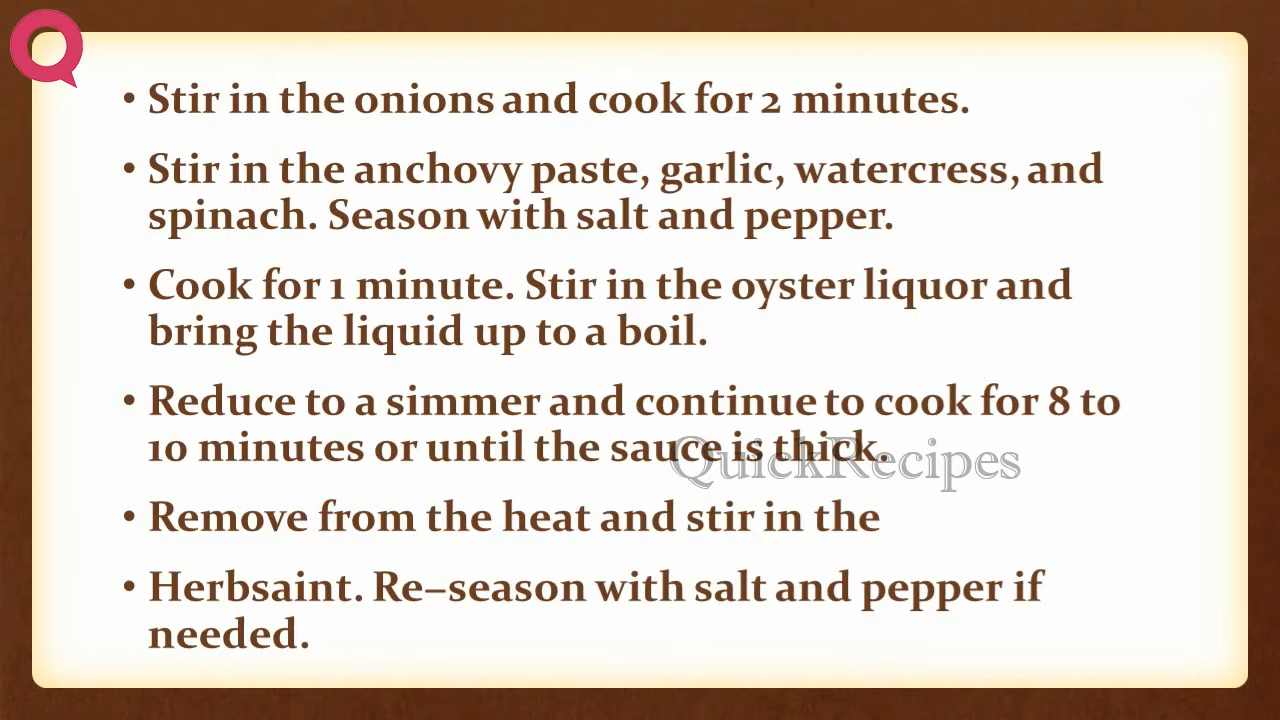 • Stir in the onions and cook for 2 minutes.
• Stir in the anchovy paste, garlic, watercress, and
spinach. Season with salt and pepper.
• Cook for 1 minute. Stir in the oyster liquor and
bring the liquid up to a boil.
• Reduce to a simmer and continue to cook for 8 to
10 minutes or until the sauce is thick.
QuickRecipes
• Remove from the heat and stir in the
• Herbsaint. Re–season with salt and pepper if
needed.